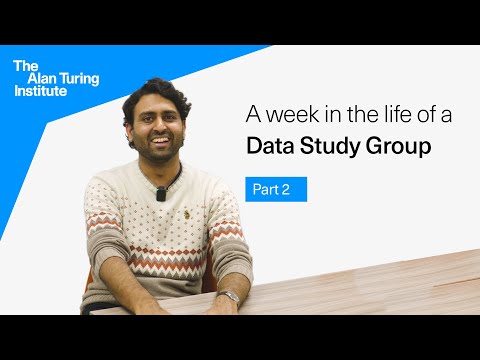 The
Alan Turing
Institute
A week in the life of a
Data Study Group
Part 2